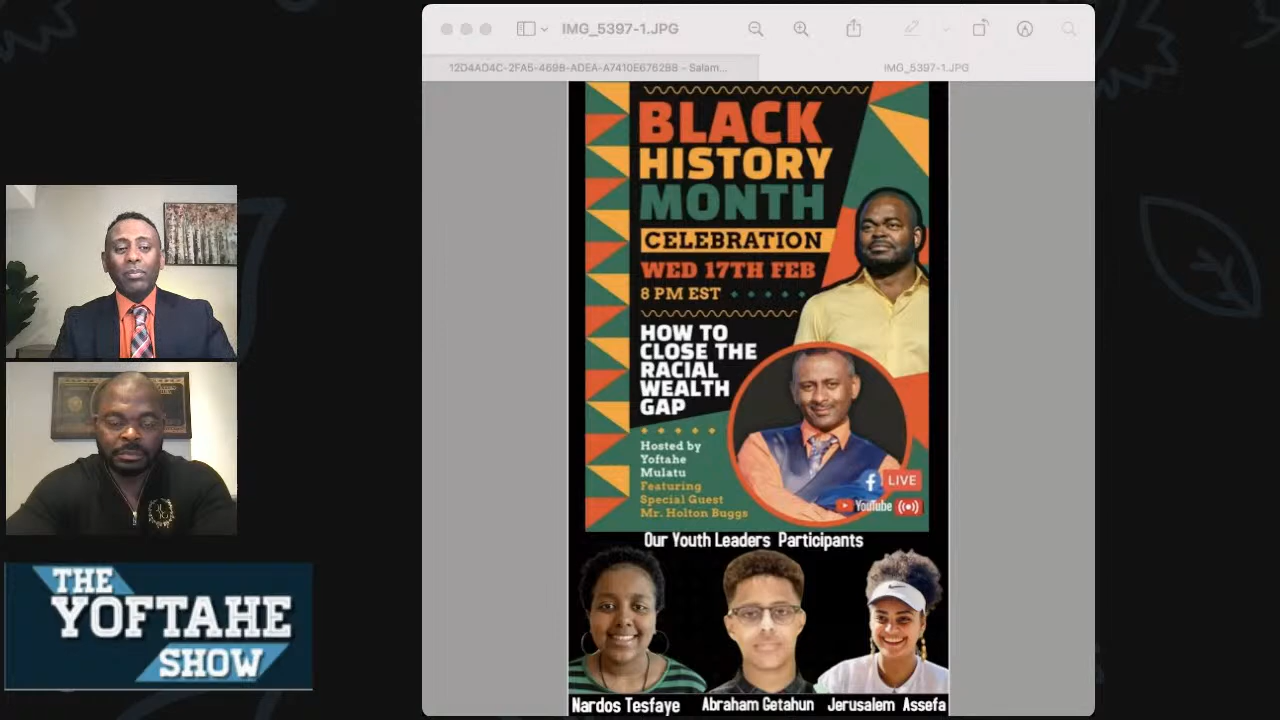 IMG_5397-1.JPG
12D4AD4C-2FA5-469B-ADEA-A7410E6762B8 – Salam...
IMG_5397-1.JPG
BLACK
HISTORY
MONTH
CELEBRATION
WED 17TH FEB
8 PM EST
HOW TO
CLOSE THE
RACIAL
WEALTH
GAP
Hosted by
Yoftahe
Mulatu
Featuring
Special Guest
Mr. Holton Buggs
LIVE
YouTube
Our Youth Leaders Participants
Nardos Tesfaye Abraham Getahun Jerusalem Assefa
THE
YOFTAHE
SHOW